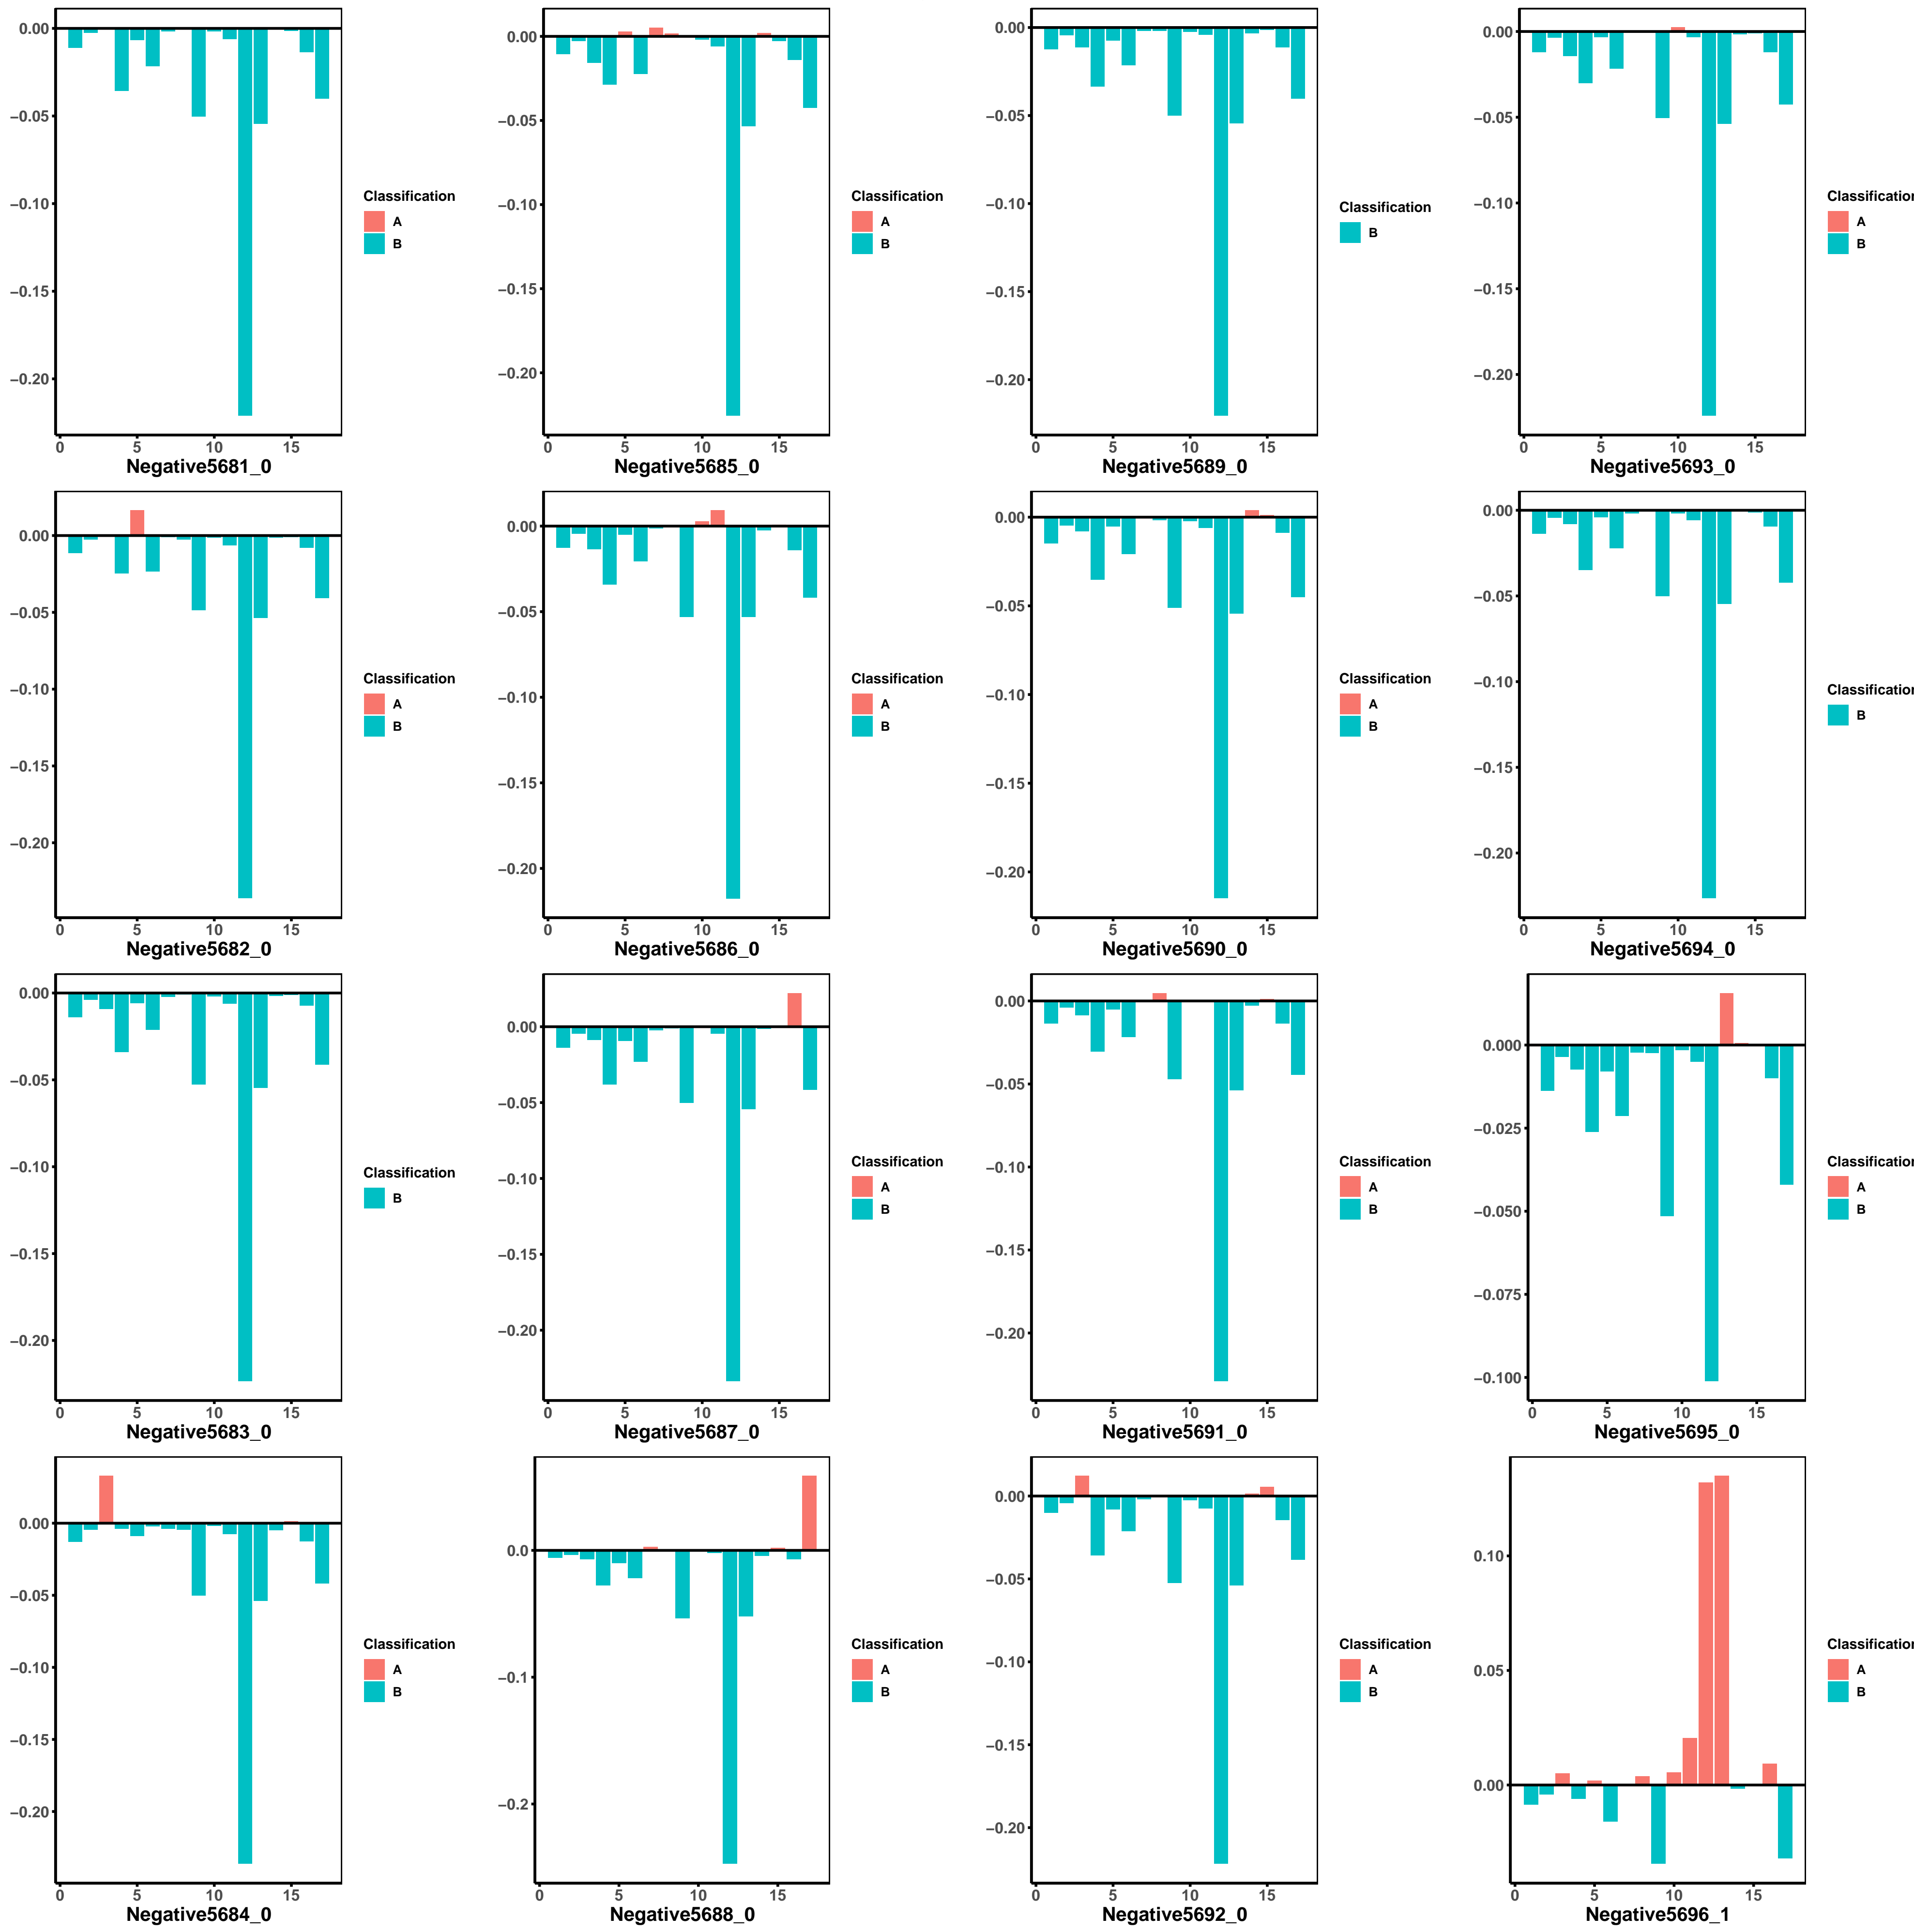 0.00
−0.05
−0.10
−0.15
−0.20
0 5 10 15
Negative5681_0
Classification
A
B
0.00
−0.05
−0.10
−0.15
−0.20
0 5 10 15
Negative5685_0
Classification
A
B
0.00
−0.05
−0.10
−0.15
−0.20
0 5 10 15
Negative5689_0
Classification
B
0.00
−0.05
−0.10
−0.15
−0.20
0 5 10 15
Negative5693_0
Classification
A
B
0.00
−0.05
−0.10
−0.15
−0.20
0 5 10 15
Negative5682_0
Classification
A
B
0.00
−0.05
−0.10
−0.15
−0.20
0 5 10 15
Negative5686_0
Classification
A
B
0.00
−0.05
−0.10
−0.15
−0.20
0 5 10 15
Negative5690_0
Classification
A
B
0.00
−0.05
−0.10
−0.15
−0.20
0 5 10 15
Negative5694_0
Classification
B
0.00
−0.05
−0.10
−0.15
−0.20
0 5 10 15
Negative5683_0
Classification
B
0.00
−0.05
−0.10
−0.15
−0.20
0 5 10 15
Negative5687_0
Classification
A
B
0.00
−0.05
−0.10
−0.15
−0.20
0 5 10 15
Negative5691_0
Classification
A
B
0.000
−0.025
−0.050
−0.075
−0.100
0 5 10 15
Negative5695_0
Classification
A
B
0.00
−0.05
−0.10
−0.15
−0.20
0 5 10 15
Negative5684_0
Classification
A
B
0.0
−0.1
−0.2
0 5 10 15
Negative5688_0
Classification
A
B
0.00
−0.05
−0.10
−0.15
−0.20
0 5 10 15
Negative5692_0
Classification
A
B
0.10
0.05
0.00
0 5 10 15
Negative5696_1
Classification
A
B